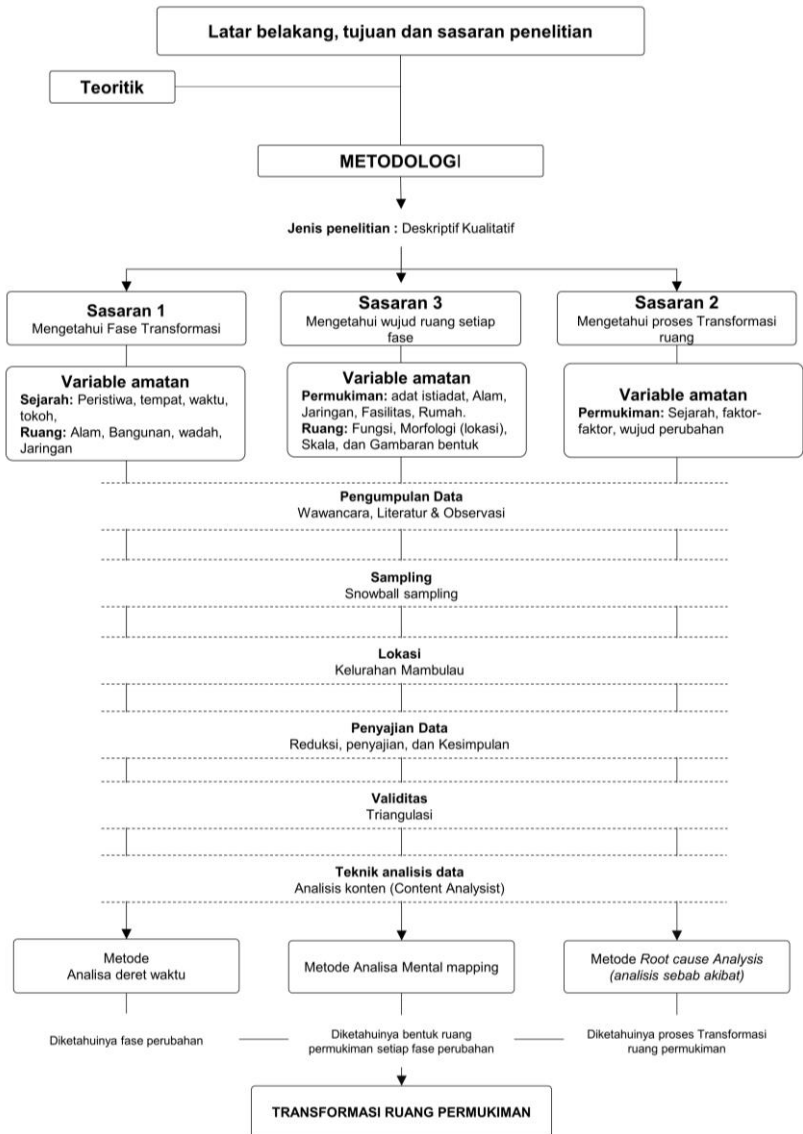 Latar belakang, tujuan dan sasaran penelitian
Teoritik
METODOLOGI
Jenis penelitian : Deskriptif Kualitatif
Sasaran 1
Mengetahui Fase Transformasi
Sasaran 3
Mengetahui wujud ruang setiap
fase
Sasaran 2
Mengetahui proses Transformasi
ruang
Variable amatan
Sejarah: Peristiwa, tempat, waktu,
tokoh,
Ruang: Alam, Bangunan, wadah,
Jaringan
Variable amatan
Permukiman: adat istiadat, Alam,
Jaringan, Fasilitas, Rumah.
Ruang: Fungsi, Morfologi (lokasi),
Skala, dan Gambaran bentuk
Variable amatan
Permukiman: Sejarah, faktor-
faktor, wujud perubahan
Pengumpulan Data
Wawancara, Literatur & Observasi
Sampling
Snowball sampling
Lokasi
Kelurahan Mambulau
Penyajian Data
Reduksi, penyajian, dan Kesimpulan
Validitas
Triangulasi
Teknik analisis data
Analisis konten (Content Analysist)
Metode
Analisa deret waktu
Metode Analisa Mental mapping
Metode Root cause Analysis
(analisis sebab akibat)
Diketahuinya fase perubahan
Diketahuinya bentuk ruang
permukiman setiap fase perubahan
Diketahuinya proses Transformasi
ruang permukiman
TRANSFORMASI RUANG PERMUKIMAN